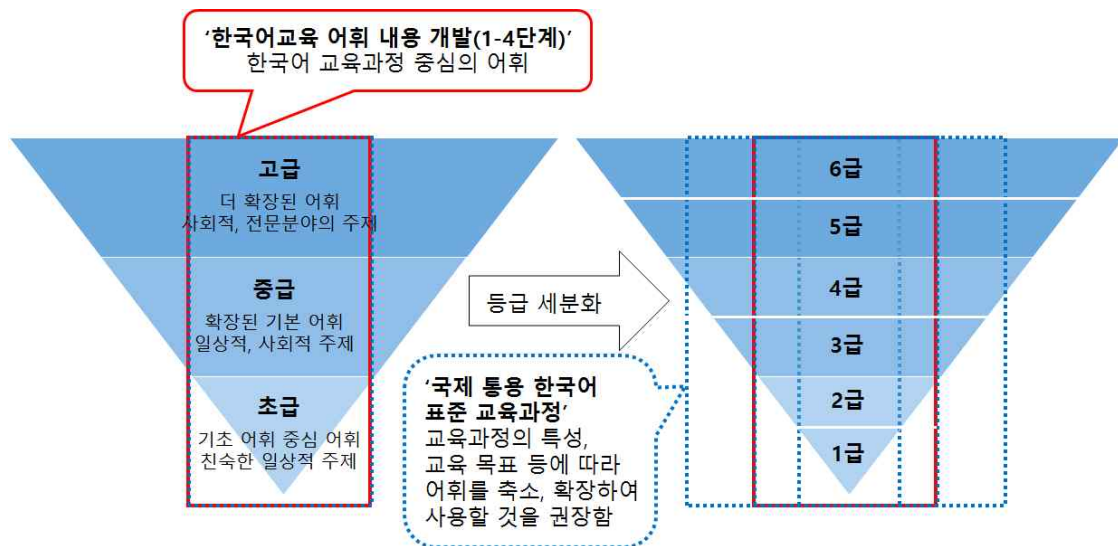 ‘한국어교육 어휘 내용 개발(1-4단계)’
한국어 교육과정 중심의 어휘
고급
더 확장된 어휘
사회적, 전문분야의 주제
중급
확장된 기본 어휘
일상적, 사회적 주제
초급
기초 어휘 중심 어휘
친숙한 일상적 주제
등급 세분화
‘국제 통용 한국어
표준 교육과정’
교육과정의 특성,
교육 목표 등에 따라
어휘를 축소, 확장하여
사용할 것을 권장함
6급
5급
4급
3급
2급
1급